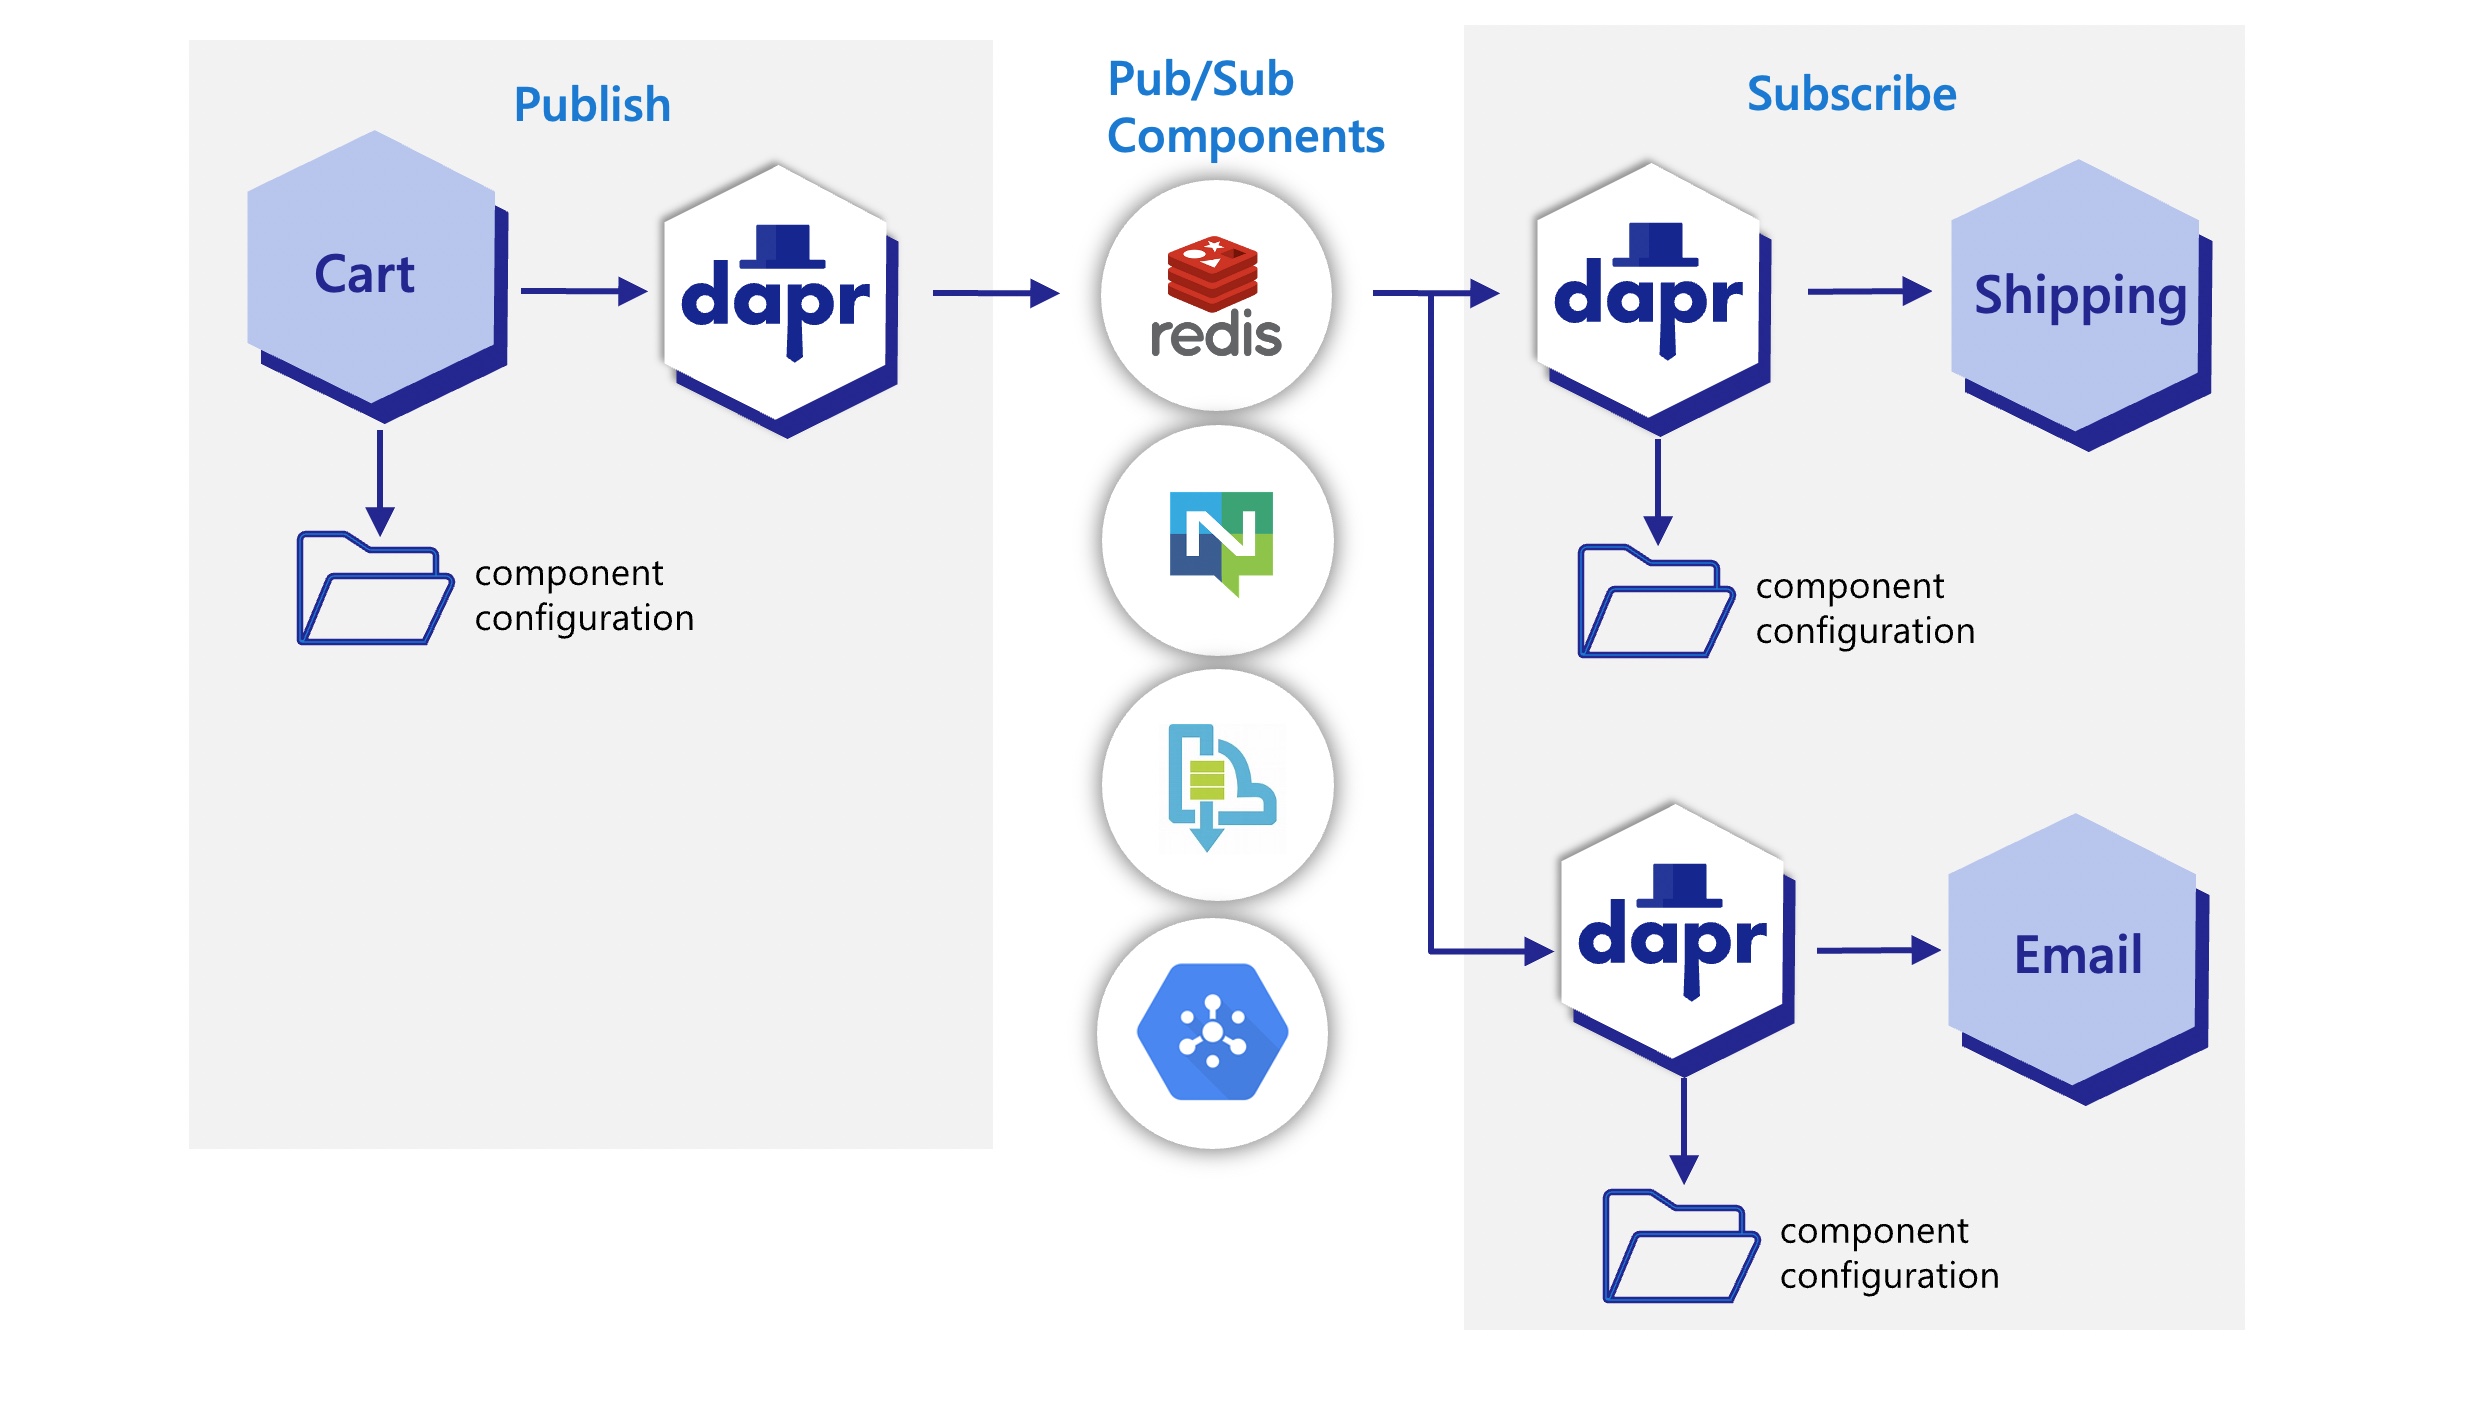 Publish
Cart
dapr
component
configuration
Pub/Sub
Components
redis
N
Subscribe
dapr
Shipping
component
configuration
dapr
Email
component
configuration